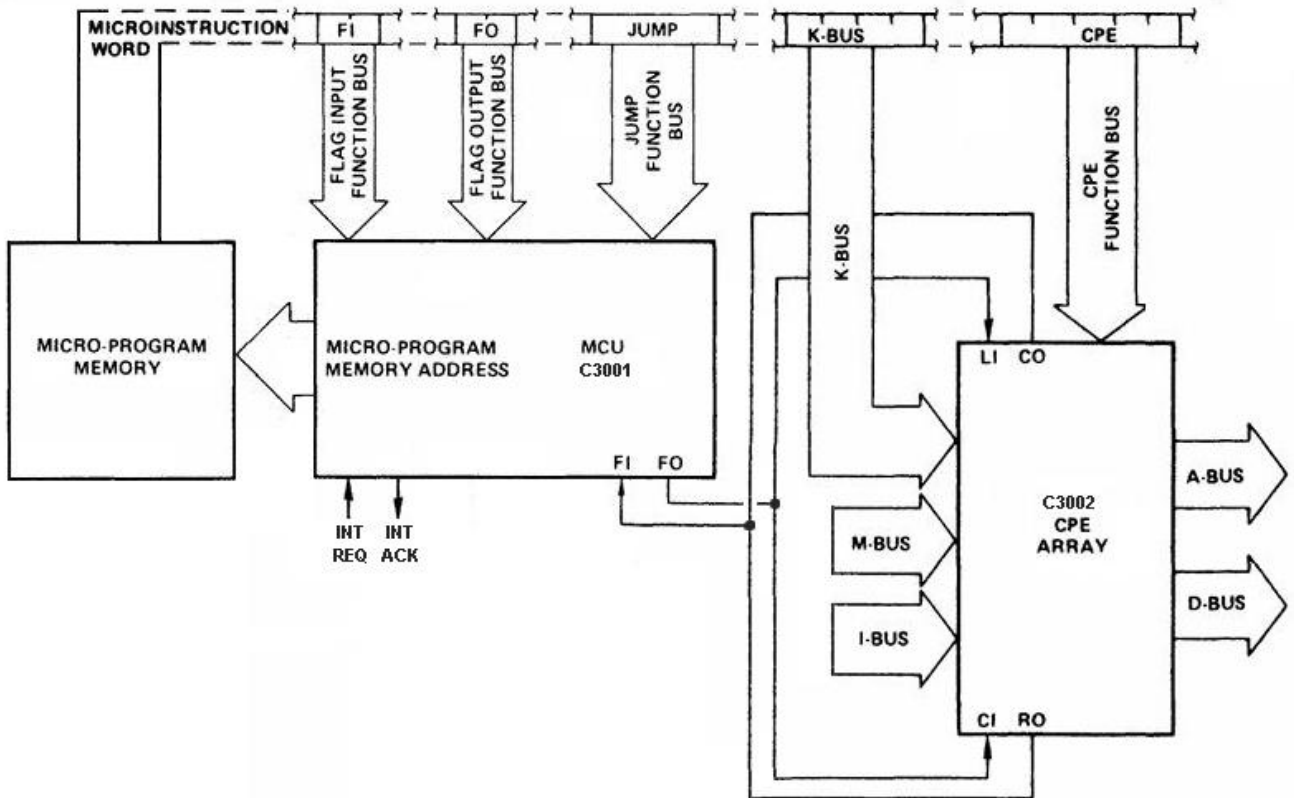 MICROINSTRUCTION
WORD
FI
FO
JUMP
K-BUS
CPE
FLAG INPUT
FUNCTION BUS
FLAG OUTPUT
FUNCTION BUS
JUMP
FUNCTION
BUS
K-BUS
CPE
FUNCTION BUS
MICRO-PROGRAM
MEMORY
MICRO-PROGRAM
MEMORY ADDRESS
MCU
C3001
FI FO
INT
REQ
INT
ACK
LI CO
M-BUS
I-BUS
C3002
CPE
ARRAY
A-BUS
D-BUS
CI RO